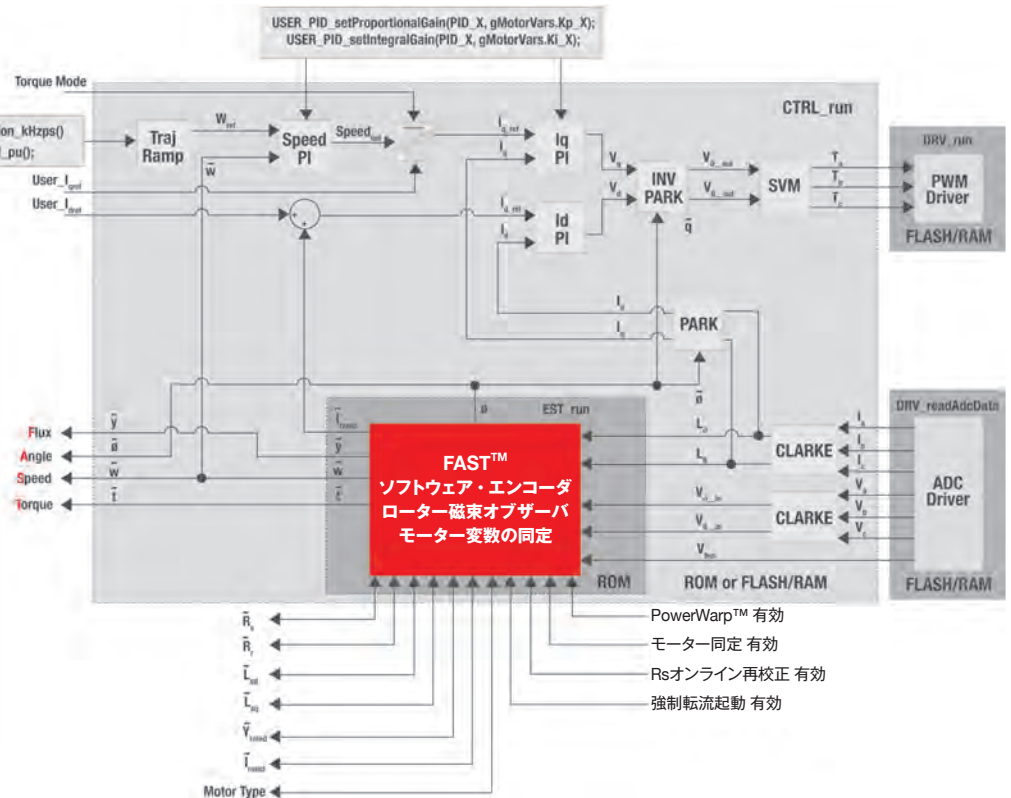 USER_PID_setProportionalGain(PID_X, gMotorVars.Kp_X);
USER_PID_setIntegralGain(PID_X, gMotorVars.Ki_X);
Torque Mode
CTRL_run
on_kHzps()
_pu();
Traj
Ramp
W
w̄
Speed
PI
Speed
User_I
User_I
I
I
Iq
PI
I
I
Id
PI
V
V
INV
PARK
V
V
SVM
T
T
T
DRV_run
PWM
Driver
FLASH/RAM
q̄
I
I
PARK
ø̄
ø
EST_run
Flux
Angle
Speed
Torque
ȳ
ø̄
w̄
t̄
ȳ
w̄
t̄
FAST™
ソフトウェア・エンコーダ
ローター磁束オブザーバ
モーター変数の同定
ROM
CLARKE
CLARKE
V
V
V
ROM or FLASH/RAM
DRV_readAdcData
I
I
I
V
V
V
ADC
Driver
FLASH/RAM
PowerWarp™ 有効
モーター同定 有効
Rsオンライン再校正 有効
強制転流起動 有効
Motor Type